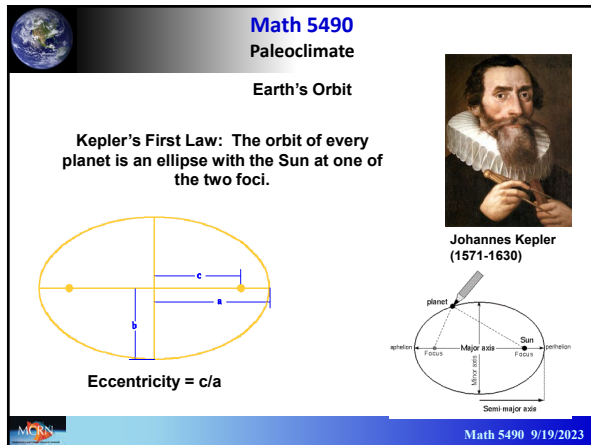 Math 5490
Paleoclimate
Earth's Orbit
Kepler's First Law: The orbit of every
planet is an ellipse with the Sun at one of
the two foci.
c
a
b
Eccentricity = c/a
Johannes Kepler
(1571-1630)
planet
Sun
aphelion
Focus
Major axis
Focus
perihelion
Minor axis
Semi-major axis
MCRN
Math 5490 9/19/2023